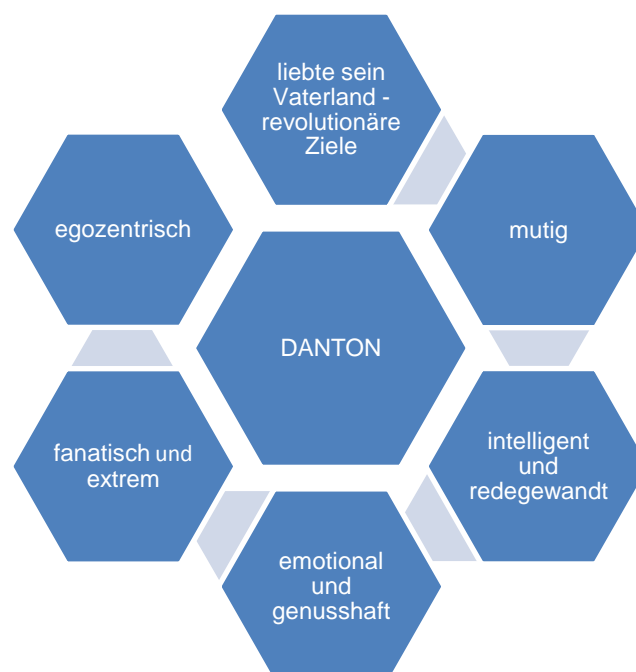 liebte sein
Vaterland -
revolutionäre
Ziele
egozentrisch
mutig
DANTON
fanatisch und
extrem
intelligent
und
redegewandt
emotional
und
genusshaft